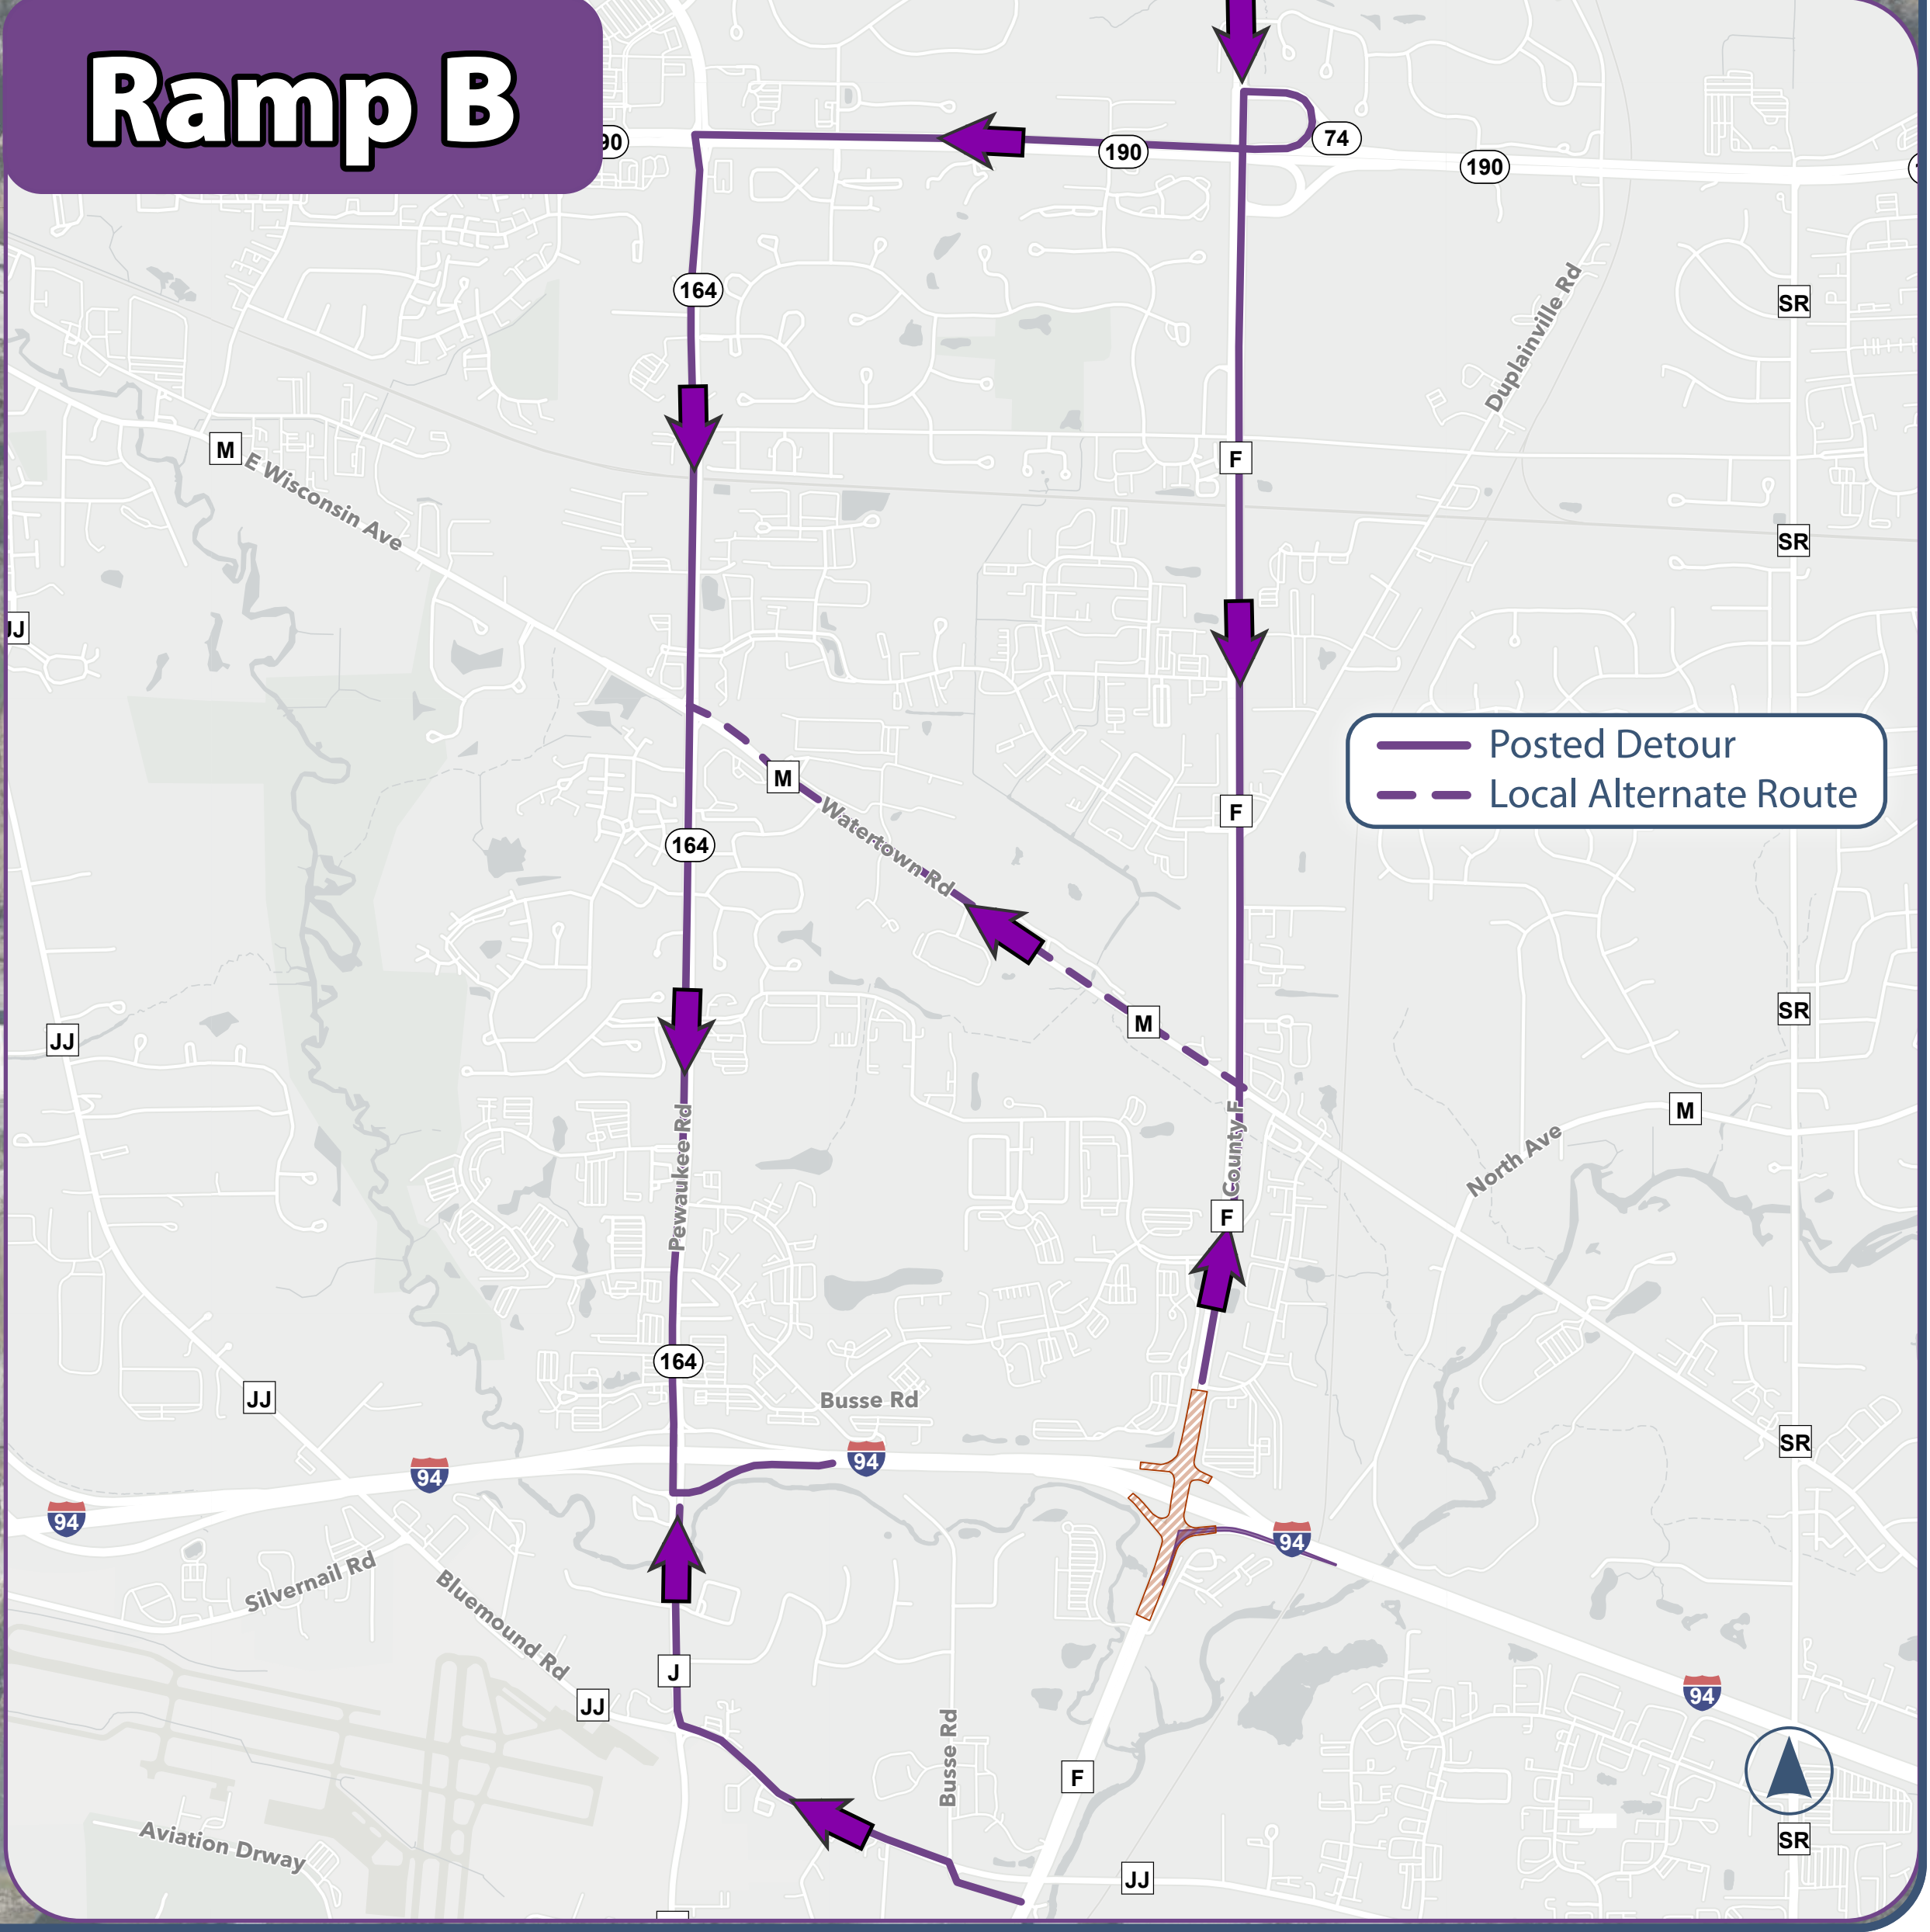 Ramp B
90
190
74
190
164
SR
Duplainville Rd
M
E Wisconsin Ave
F
SR
JJ
Posted Detour
Local Alternate Route
M
Watertown Rd
F
164
SR
JJ
M
M
County F
North Ave
Pewaukee Rd
F
164
JJ
Busse Rd
94
94
94
SR
94
Silvernail Rd
Bluemound Rd
J
JJ
94
Busse Rd
F
Aviation Drway
SR
JJ